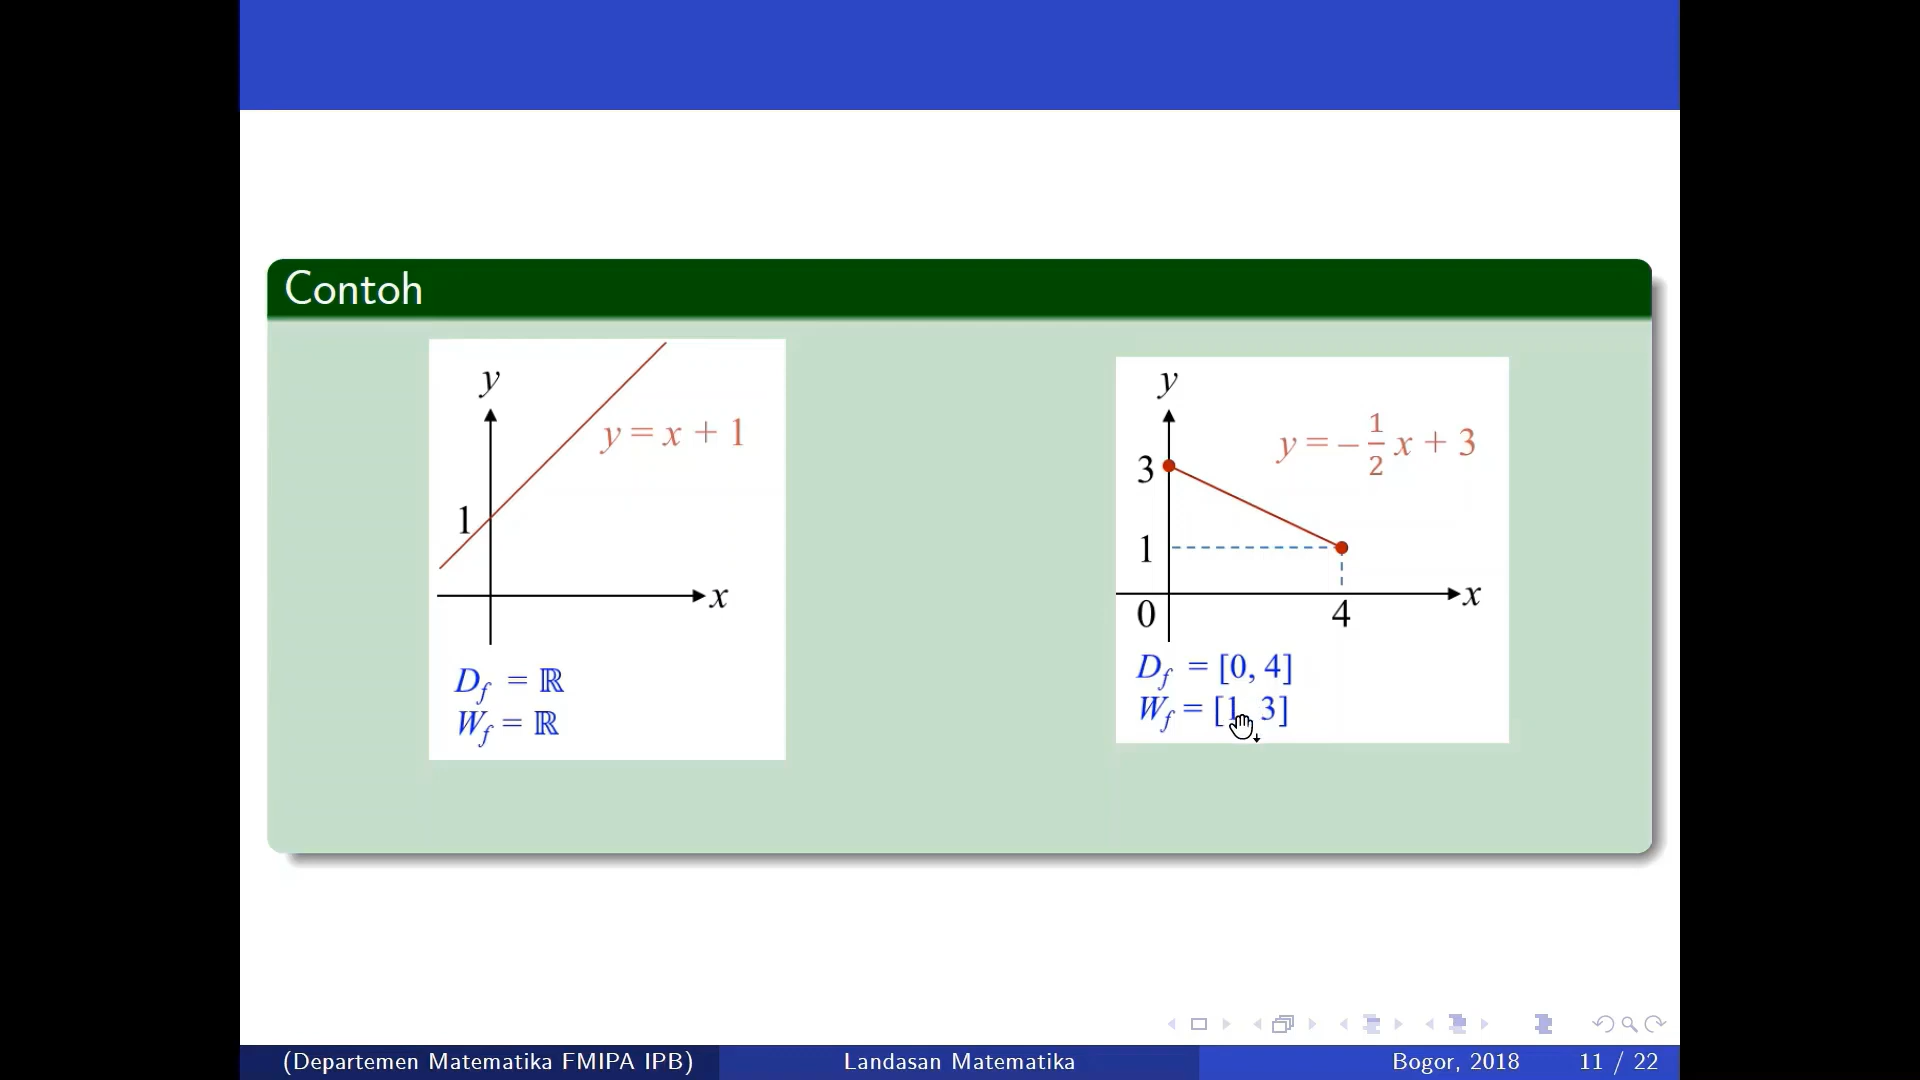 Contoh
y
y = x + 1
1
x
D_f = ℝ
W_f = ℝ
y
y = − 1/2 x + 3
3
1
0
4
x
D_f = [0, 4]
W_f = [1, 3]
(Departemen Matematika FMIPA IPB) Landasan Matematika Bogor, 2018 11 / 22